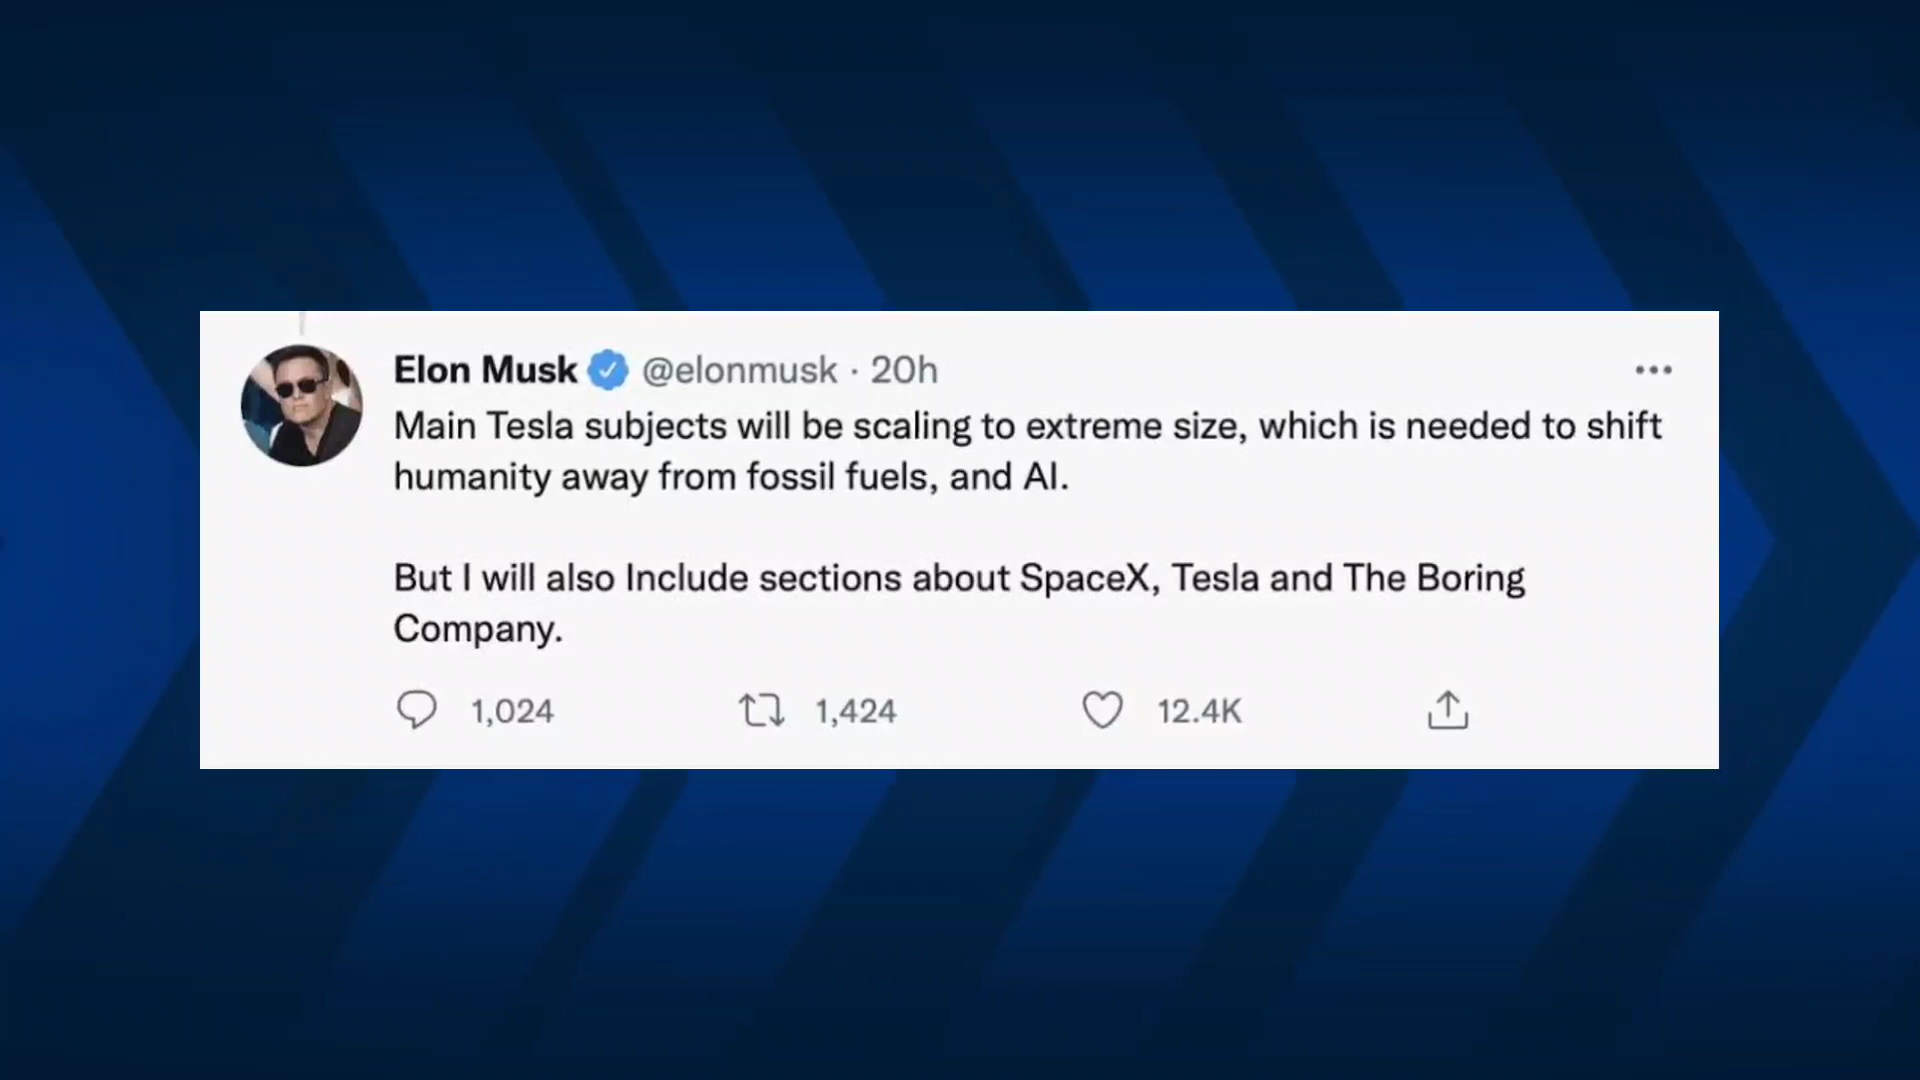 Elon Musk @elonmusk · 20h
Main Tesla subjects will be scaling to extreme size, which is needed to shift
humanity away from fossil fuels, and AI.
But I will also Include sections about SpaceX, Tesla and The Boring
Company.
1,024 1,424 12.4K